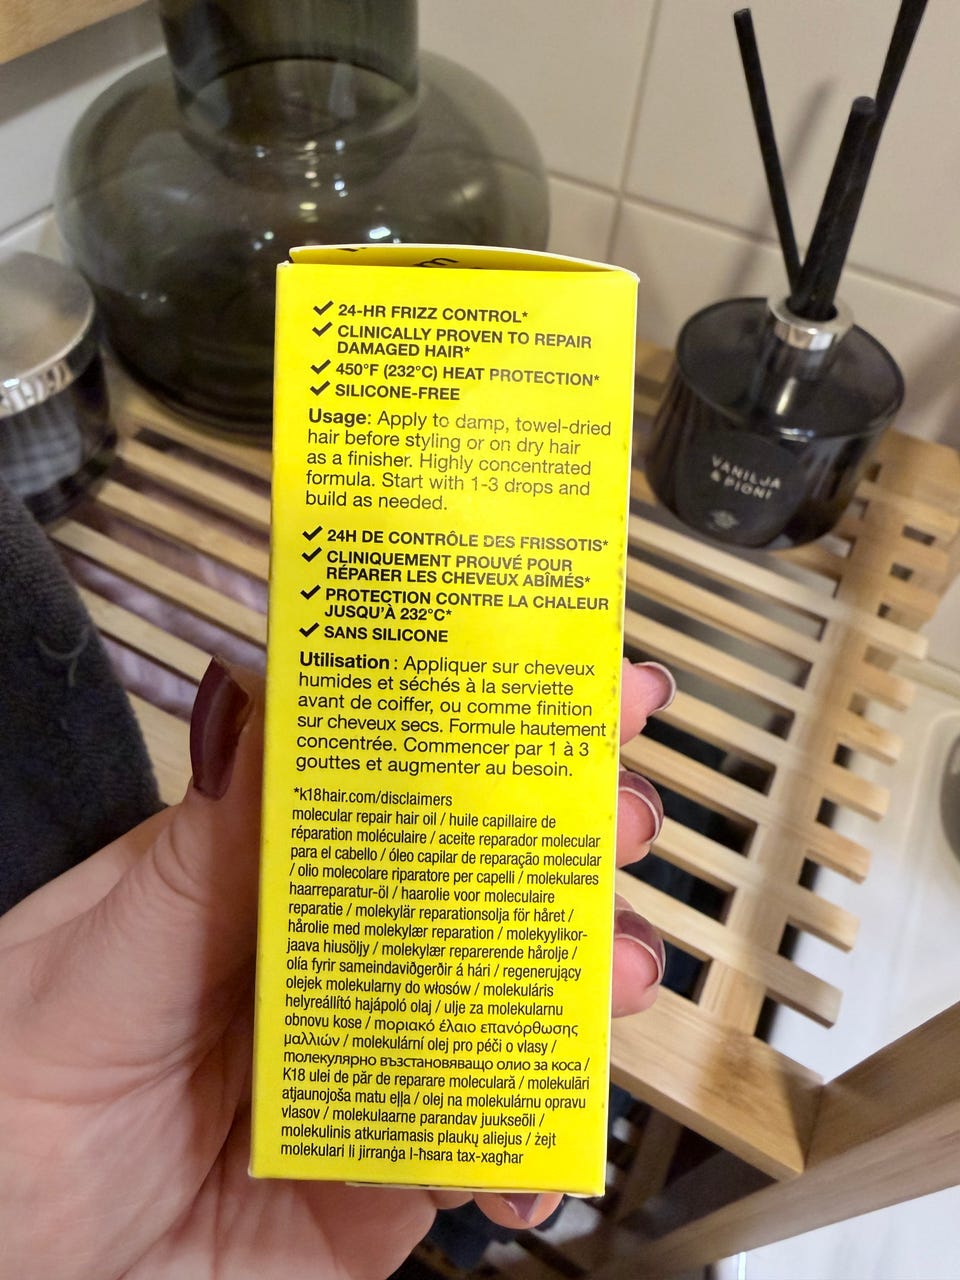 ✓ 24-HR FRIZZ CONTROL*
✓ CLINICALLY PROVEN TO REPAIR
DAMAGED HAIR*
✓ 450°F (232°C) HEAT PROTECTION*
✓ SILICONE-FREE
Usage: Apply to damp, towel-dried
hair before styling or on dry hair
as a finisher. Highly concentrated
formula. Start with 1-3 drops and
build as needed.
✓ 24H DE CONTRÔLE DES FRISSOTIS*
✓ CLINIQUEMENT PROUVÉ POUR
RÉPARER LES CHEVEUX ABÎMÉS*
✓ PROTECTION CONTRE LA CHALEUR
JUSQU'À 232°C*
✓ SANS SILICONE
Utilisation : Appliquer sur cheveux
humides et séchés à la serviette
avant de coiffer, ou comme finition
sur cheveux secs. Formule hautement
concentrée. Commencer par 1 à 3
gouttes et augmenter au besoin.
*k18hair.com/disclaimers
molecular repair hair oil / huile capillaire de
réparation moléculaire / aceite reparador molecular
para el cabello / óleo capilar de reparação molecular
/ olio molecolare riparatore per capelli / molekulares
haarreparatur-öl / haarolie voor moleculaire
reparatie / molekylär reparationsolja för håret /
hårolie med molekylær reparation / molekyylikor-
jaava hiusöljy / molekylær reparerende hårolje /
olía fyrir sameindaviðgerðir á hári / regenerujący
olejek molekularny do włosów / molekuláris
helyreállító hajápoló olaj / ulje za molekularnu
obnovu kose / μοριακό έλαιο επανόρθωσης
μαλλιών / molekulární olej pro péči o vlasy /
молекулярно възстановяващо олио за коса /
K18 ulei de păr de reparare moleculară / molekulāri
atjaunojoša matu eļļa / olej na molekulárnu opravu
vlasov / molekulaarne parandav juukseõli /
molekulinis atkuriamasis plaukų aliejus / żejt
molekulari li jirranġa l-ħsara tax-xagħar
VANILJA
& PIONI